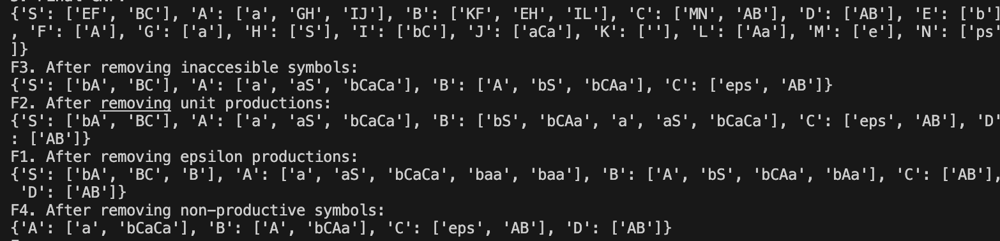 {'S': ['EF', 'BC'], 'A': ['a', 'GH', 'IJ'], 'B': ['KF', 'EH', 'IL'], 'C': ['MN', 'AB'], 'D': ['AB'], 'E': ['b']
, 'F': ['A'], 'G': ['a'], 'H': ['S'], 'I': ['bC'], 'J': ['aCa'], 'K': [''], 'L': ['Aa'], 'M': ['e'], 'N': ['ps'
]}
F3. After removing inaccesible symbols:
{'S': ['bA', 'BC'], 'A': ['a', 'aS', 'bCaCa'], 'B': ['A', 'bS', 'bCAa'], 'C': ['eps', 'AB']}
F2. After removing unit productions:
{'S': ['bA', 'BC'], 'A': ['a', 'aS', 'bCaCa'], 'B': ['bS', 'bCAa', 'a', 'aS', 'bCaCa'], 'C': ['eps', 'AB'], 'D'
: ['AB']}
F1. After removing epsilon productions:
{'S': ['bA', 'BC', 'B'], 'A': ['a', 'aS', 'bCaCa', 'baa', 'baa'], 'B': ['A', 'bS', 'bCAa', 'bAa'], 'C': ['AB'],
'D': ['AB']}
F4. After removing non-productive symbols:
{'A': ['a', 'bCaCa'], 'B': ['A', 'bCAa'], 'C': ['eps', 'AB'], 'D': ['AB']}